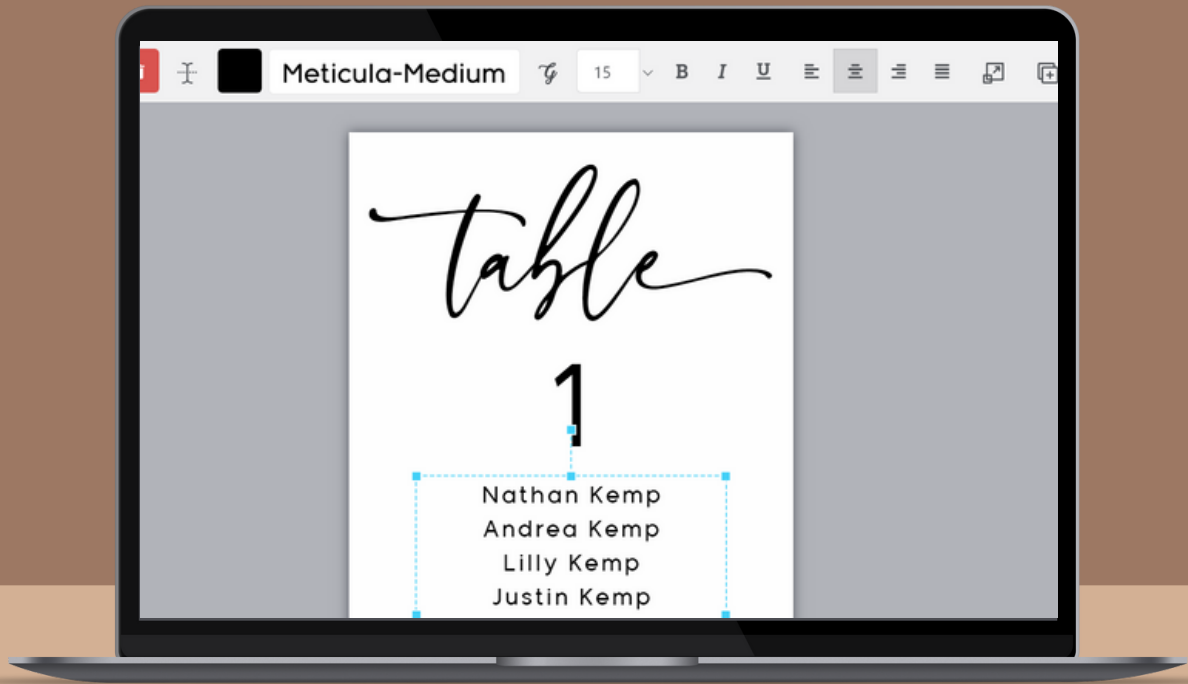 Meticula-Medium 15 B I U
table
1
Nathan Kemp
Andrea Kemp
Lilly Kemp
Justin Kemp